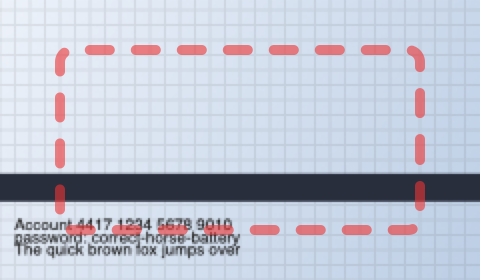 Account 4417 1234 5678 9010
password: correct-horse-battery
The quick brown fox jumps over